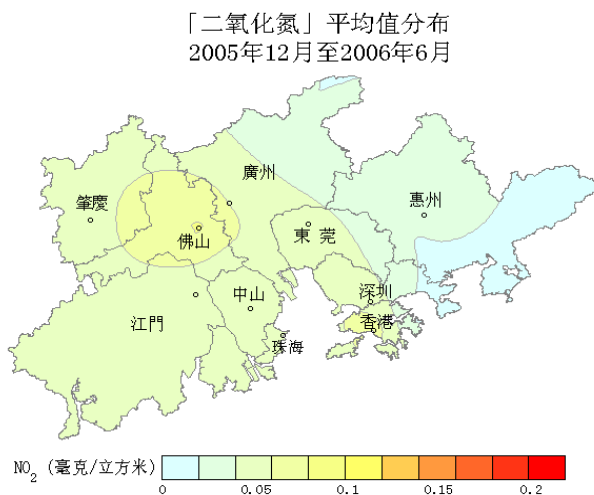 「二氧化氮」平均值分布
2005年12月至2006年6月
廣州
肇慶
惠州
佛山
東 莞
深圳
中山
江門
香港
珠海
NO2 (毫克/立方米)
0 0.05 0.1 0.15 0.2